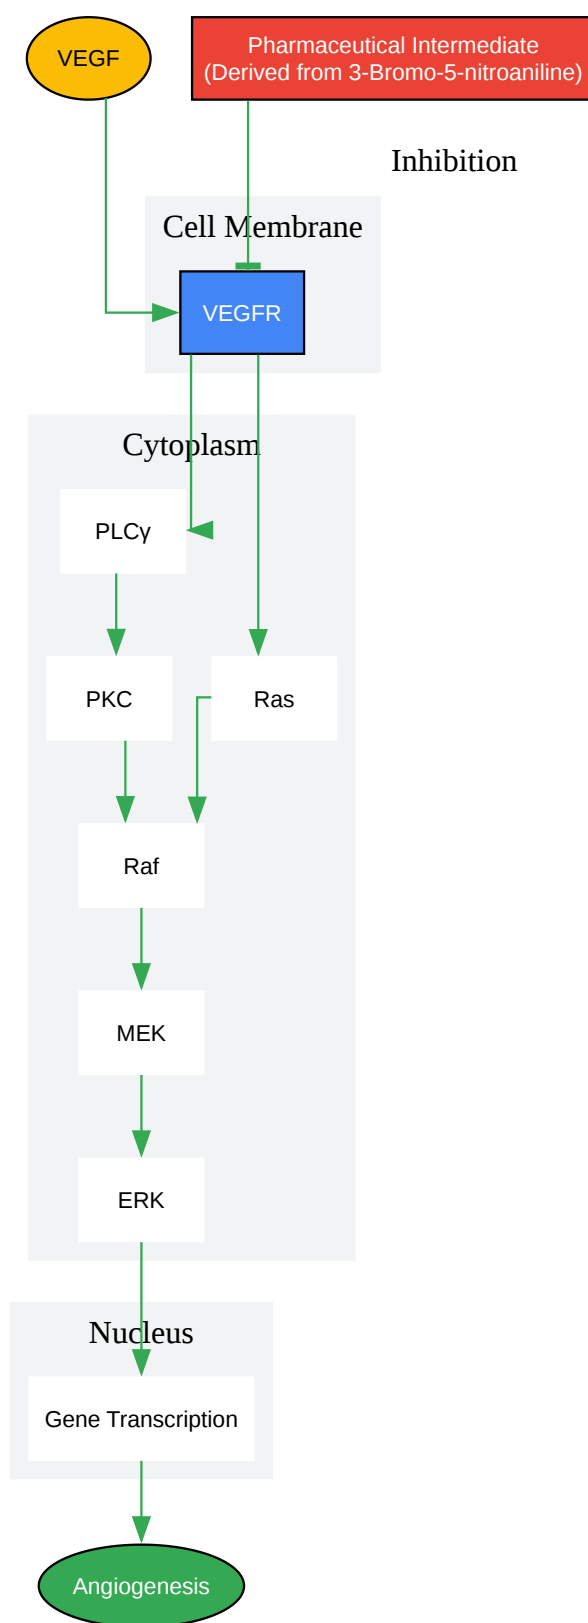 VEGF
Pharmaceutical Intermediate
(Derived from 3-Bromo-5-nitroaniline)
Inhibition
Cell Membrane
VEGFR
Cytoplasm
PLCγ
PKC
Ras
Raf
MEK
ERK
Nucleus
Gene Transcription
Angiogenesis